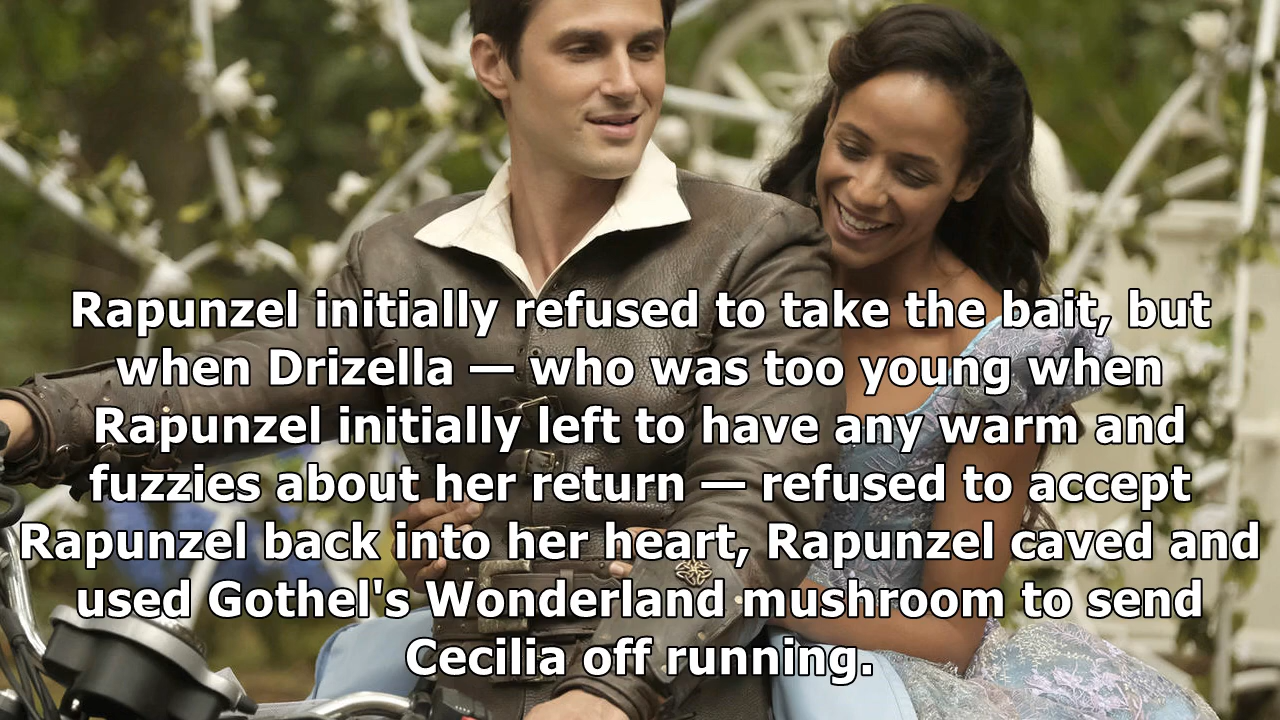 Rapunzel initially refused to take the bait, but
when Drizella — who was too young when
Rapunzel initially left to have any warm and
fuzzies about her return — refused to accept
Rapunzel back into her heart, Rapunzel caved and
used Gothel's Wonderland mushroom to send
Cecilia off running.